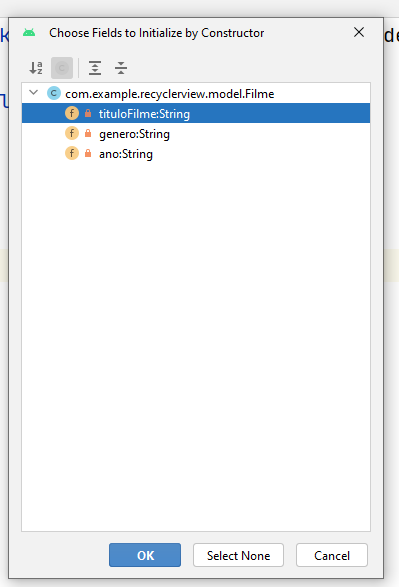 Choose Fields to Initialize by Constructor
com.example.recyclerview.model.Filme
tituloFilme:String
genero:String
ano:String
OK
Select None
Cancel